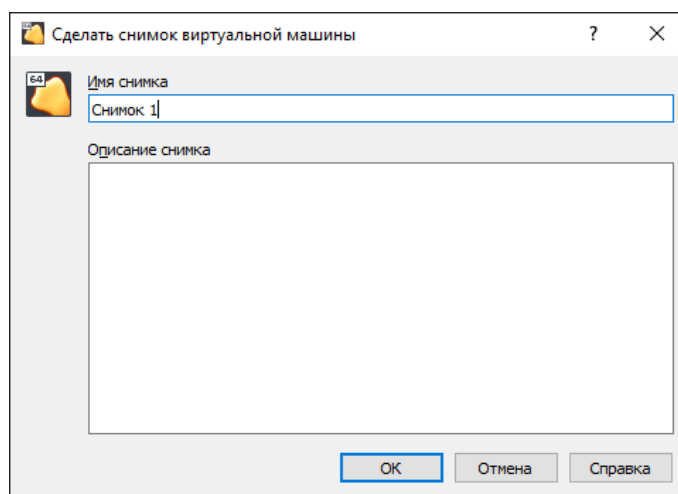 Сделать снимок виртуальной машины
?
64
Имя снимка
Снимок 1
Описание снимка
OK
Отмена
Справка